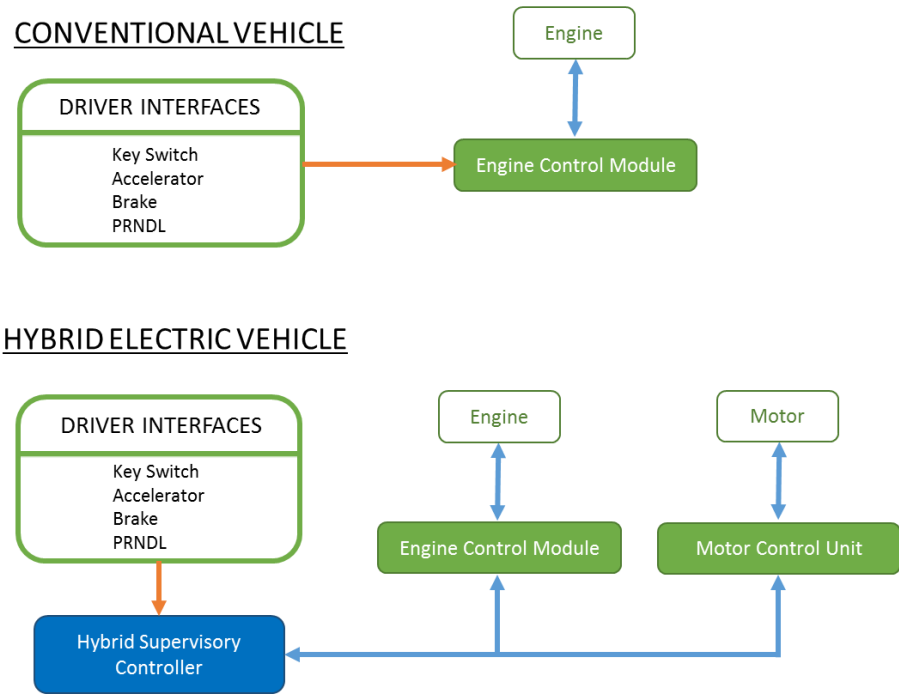 CONVENTIONAL VEHICLE
Engine
DRIVER INTERFACES
Key Switch
Accelerator
Brake
PRNDL
Engine Control Module
HYBRID ELECTRIC VEHICLE
DRIVER INTERFACES
Key Switch
Accelerator
Brake
PRNDL
Engine
Motor
Engine Control Module
Motor Control Unit
Hybrid Supervisory
Controller